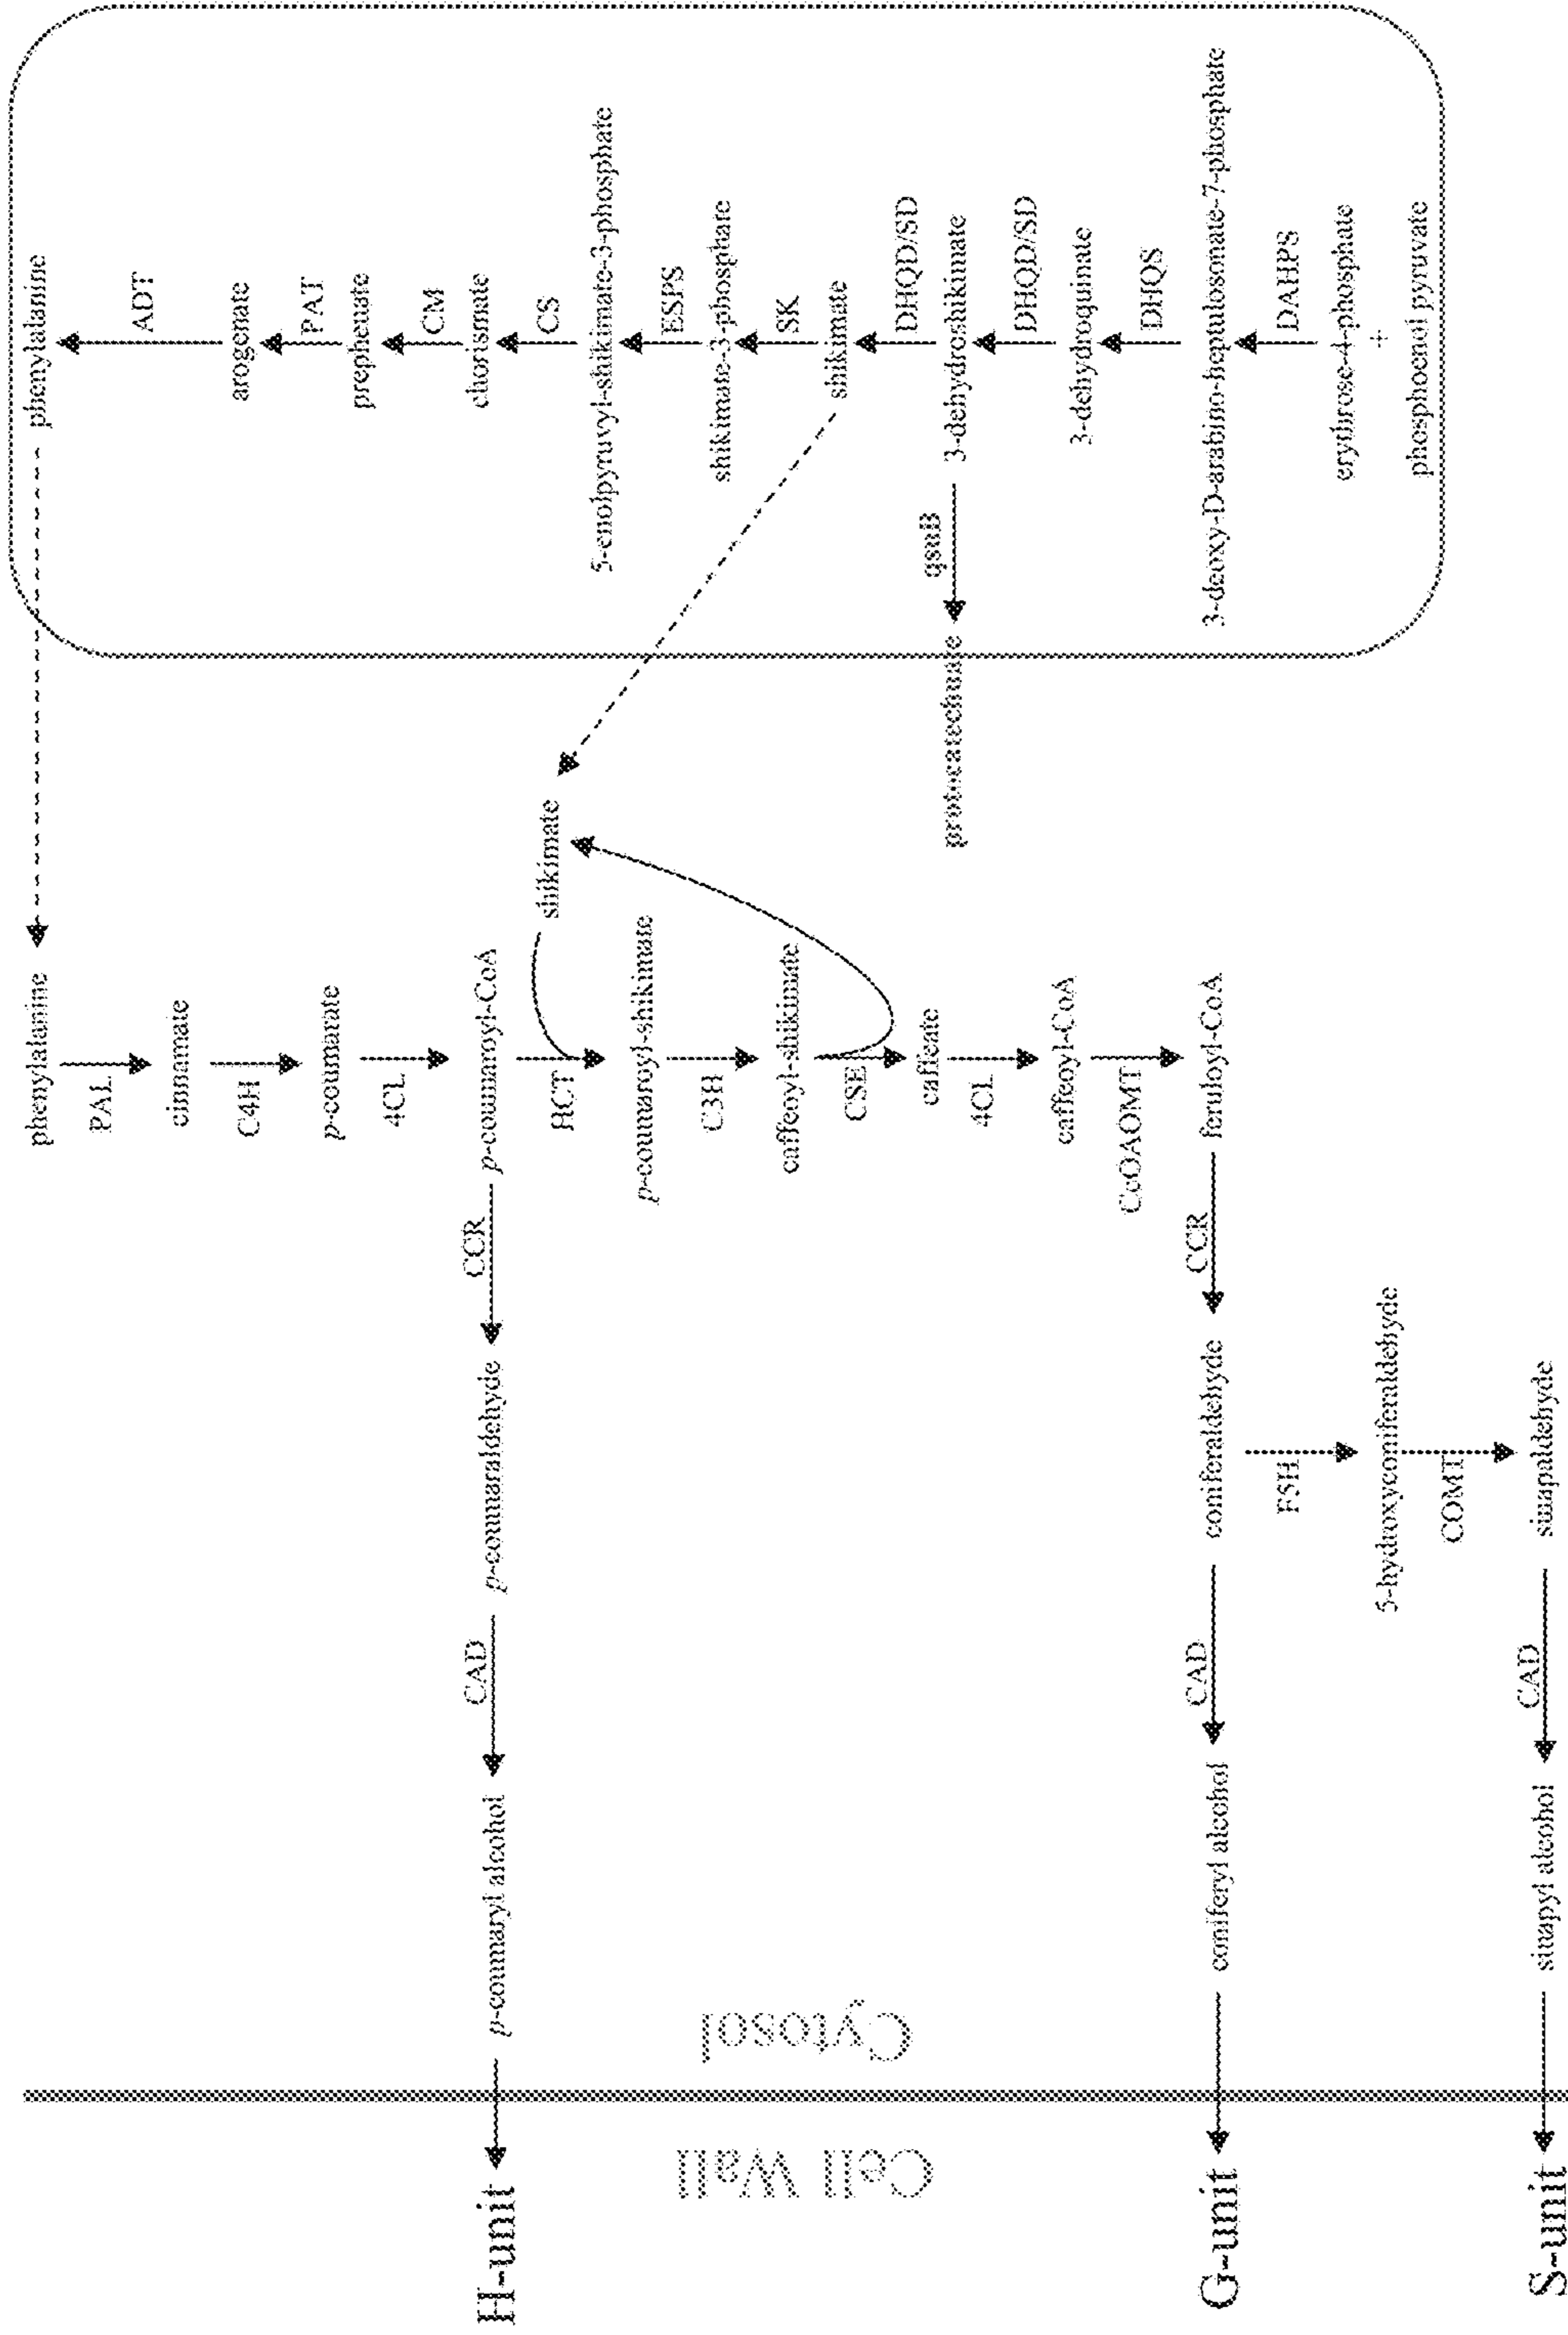 phenylalanine
ADT
arogenate
PAT
prephenate
CM
chorismate
CS
5-enolpyruvyl-shikimate-3-phosphate
ESPS
shikimate-3-phosphate
SK
shikimate
DHQD/SD
3-dehydroshikimate
DHQD/SD
3-dehydroquinate
DHQS
3-deoxy-D-arabino-heptulosonate-7-phosphate
DAHPS
erythrose-4-phosphate
+
phosphoenol pyruvate
qsuB
protocatechuate
shikimate
phenylalanine
PAL
cinnamate
C4H
p-coumarate
4CL
p-coumaroyl-CoA
HCT
p-coumaroyl-shikimate
C3H
caffeoyl-shikimate
CSE
caffeate
4CL
caffeoyl-CoA
CcOAOMT
feruloyl-CoA
CCR
p-coumaraldehyde
CAD
p-coumaryl alcohol
CCR
coniferaldehyde
CAD
coniferyl alcohol
F5H
5-hydroxyconiferaldehyde
COMT
sinapaldehyde
CAD
sinapyl alcohol
Cytosol
Cell Wall
H-unit
G-unit
S-unit